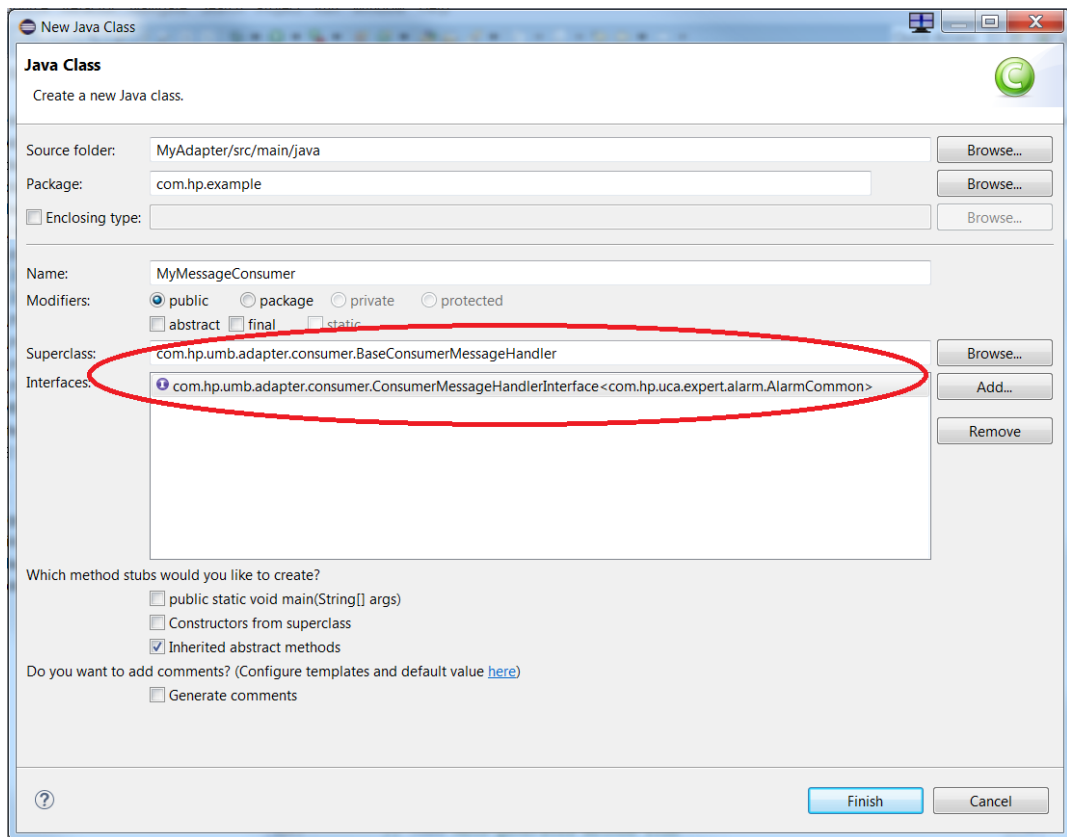 New Java Class
Java Class
Create a new Java class.
Source folder: MyAdapter/src/main/java Browse...
Package: com.hp.example Browse...
Enclosing type: Browse...
Name: MyMessageConsumer
Modifiers: public package private protected
abstract final static
Superclass: com.hp.umb.adapter.consumer.BaseConsumerMessageHandler Browse...
Interfaces: com.hp.umb.adapter.consumer.ConsumerMessageHandlerInterface<com.hp.uca.expert.alarm.AlarmCommon> Add...
Remove
Which method stubs would you like to create?
public static void main(String[] args)
Constructors from superclass
Inherited abstract methods
Do you want to add comments? (Configure templates and default value here)
Generate comments
Finish Cancel